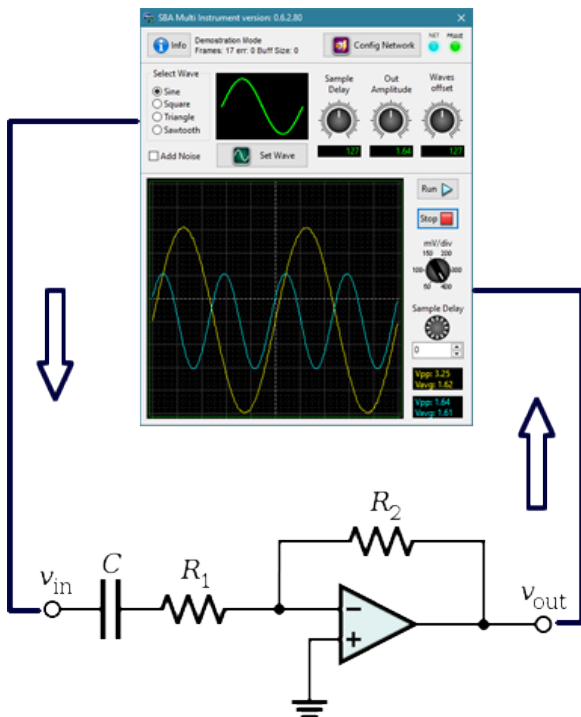 SBA Multi Instrument version: 0.6.2.80
Info
Demostration Mode
Frames: 17 err: 0 Buff Size: 0
Config Network
NET
FRAME
Select Wave
Sine
Square
Triangle
Sawtooth
Add Noise
Set Wave
Sample
Delay
127
Out
Amplitude
1.64
Waves
offset
127
Run
Stop
mV/div
150 200
100 300
50 400
Sample Delay
0
Vpp: 3.25
Vavg: 1.62
Vpp: 1.64
Vavg: 1.61
R2
C
R1
vin
−
+
vout